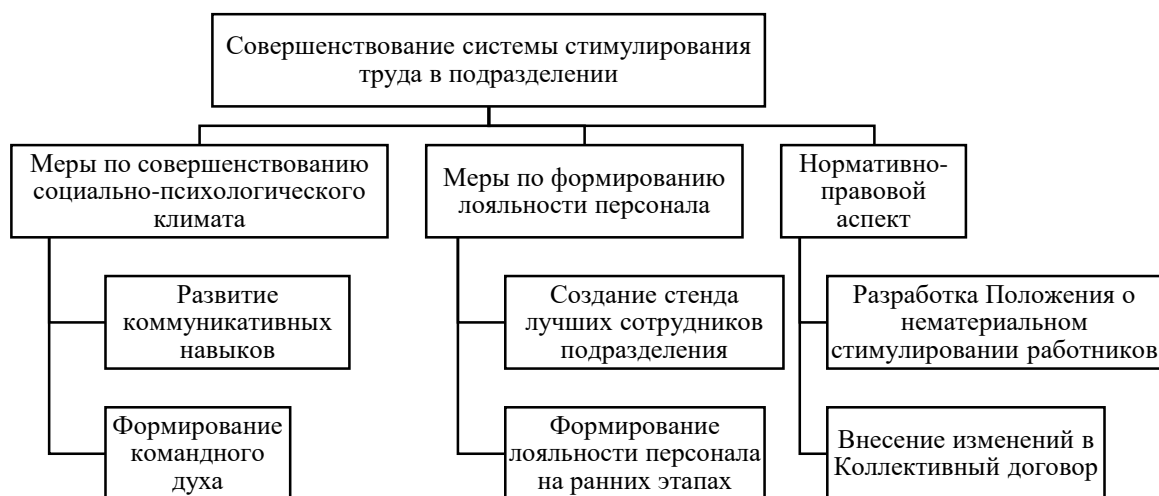 Совершенствование системы стимулирования
труда в подразделении
Меры по совершенствованию
социально-психологического
климата
Развитие
коммуникативных
навыков
Формирование
командного
духа
Меры по формированию
лояльности персонала
Создание стенда
лучших сотрудников
подразделения
Формирование
лояльности персонала
на ранних этапах
Нормативно-
правовой
аспект
Разработка Положения о
нематериальном
стимулировании работников
Внесение изменений в
Коллективный договор